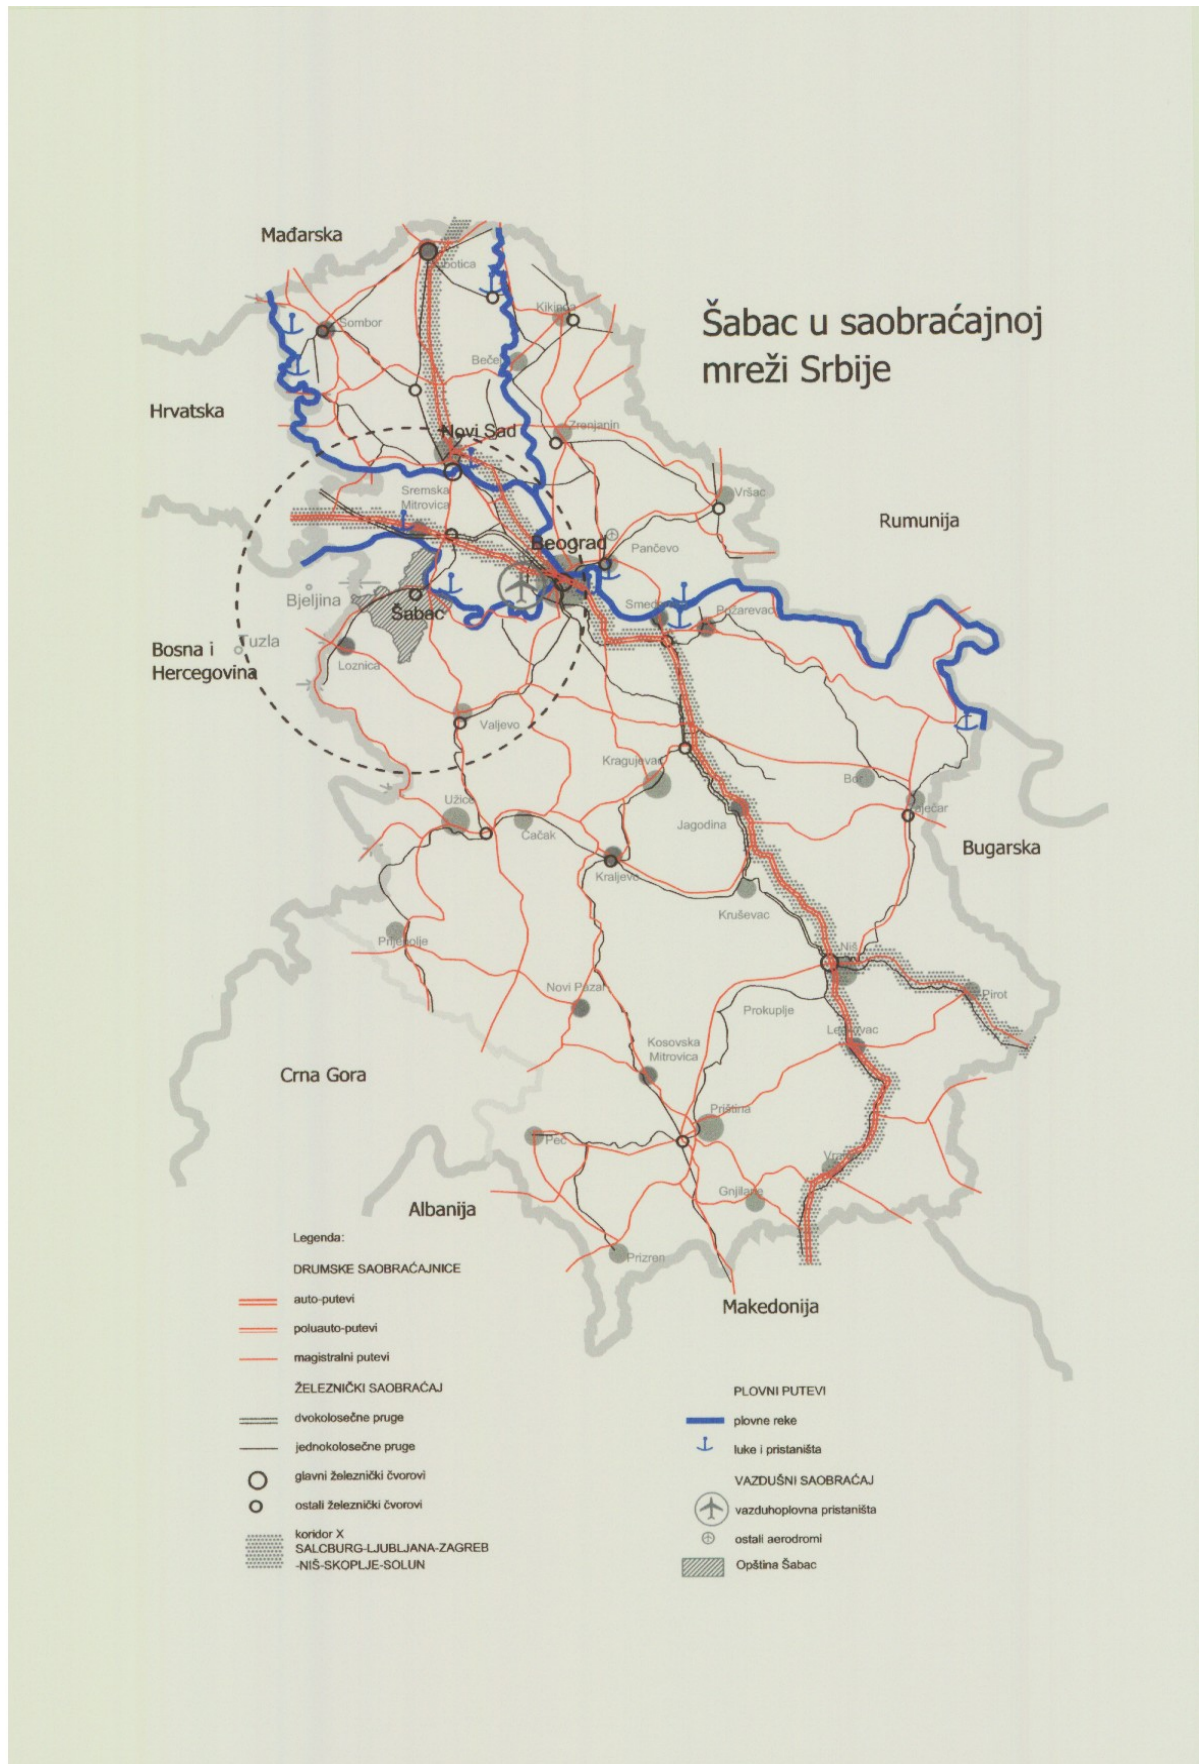 Mađarska
Subotica
Kikinda
Sombor
Šabac u saobraćajnoj
mreži Srbije
Bečej
Hrvatska
Novi Sad
Zrenjanin
Sremska
Mitrovica
Vršac
Rumunija
Beograd
Pančevo
Bjeljina
Šabac
Požarevac
Bosna i
Hercegovina
Tuzla
Loznica
Valjevo
Kragujevac
Bor
Užice
Čačak
Jagodina
Bugarska
Kraljevo
Kruševac
Prijepolje
Niš
Novi Pazar
Pirot
Prokuplje
Leskovac
Kosovska
Mitrovica
Crna Gora
Priština
Peć
Gnjilane
Albanija
Prizren
Makedonija
Legenda:
DRUMSKE SAOBRAĆAJNICE
auto-putevi
poluauto-putevi
magistralni putevi
ŽELEZNIČKI SAOBRAĆAJ
dvokolosečne pruge
jednokolosečne pruge
glavni železnički čvorovi
ostali železnički čvorovi
koridor X
SALCBURG-LJUBLJANA-ZAGREB
-NIŠ-SKOPLJE-SOLUN
PLOVNI PUTEVI
plovne reke
luke i pristaništa
VAZDUŠNI SAOBRAĆAJ
vazduhoplovna pristaništa
ostali aerodromi
Opština Šabac